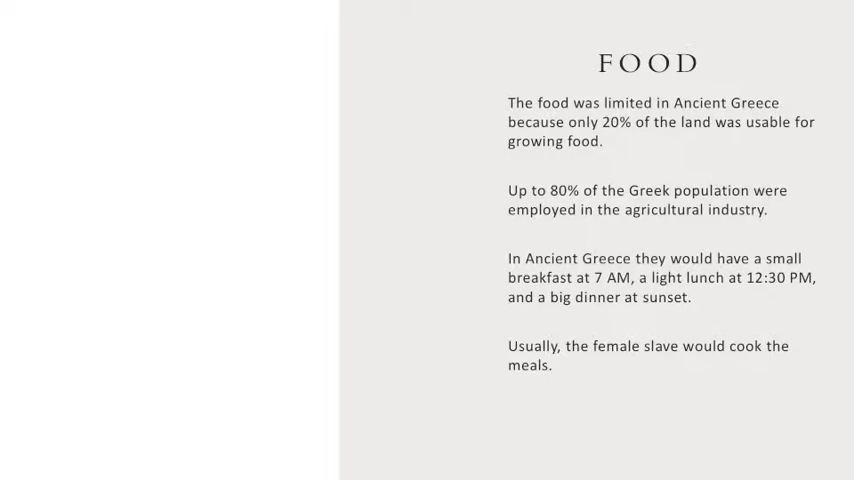 FOOD
The food was limited in Ancient Greece
because only 20% of the land was usable for
growing food.
Up to 80% of the Greek population were
employed in the agricultural industry.
In Ancient Greece they would have a small
breakfast at 7 AM, a light lunch at 12:30 PM,
and a big dinner at sunset.
Usually, the female slave would cook the
meals.